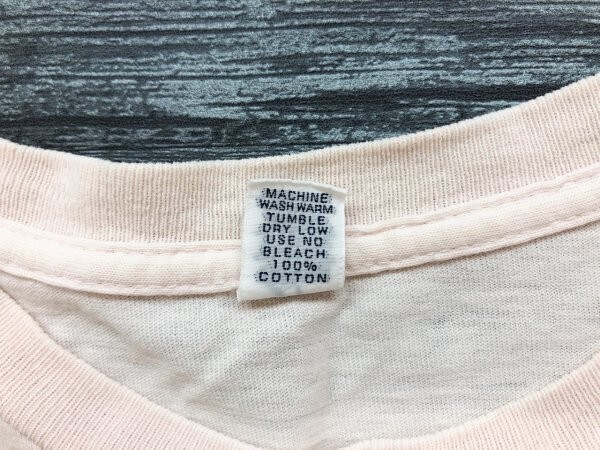 MACHINE
WASH WARM
TUMBLE
DRY LOW
USE NO
BLEACH
100%
COTTON